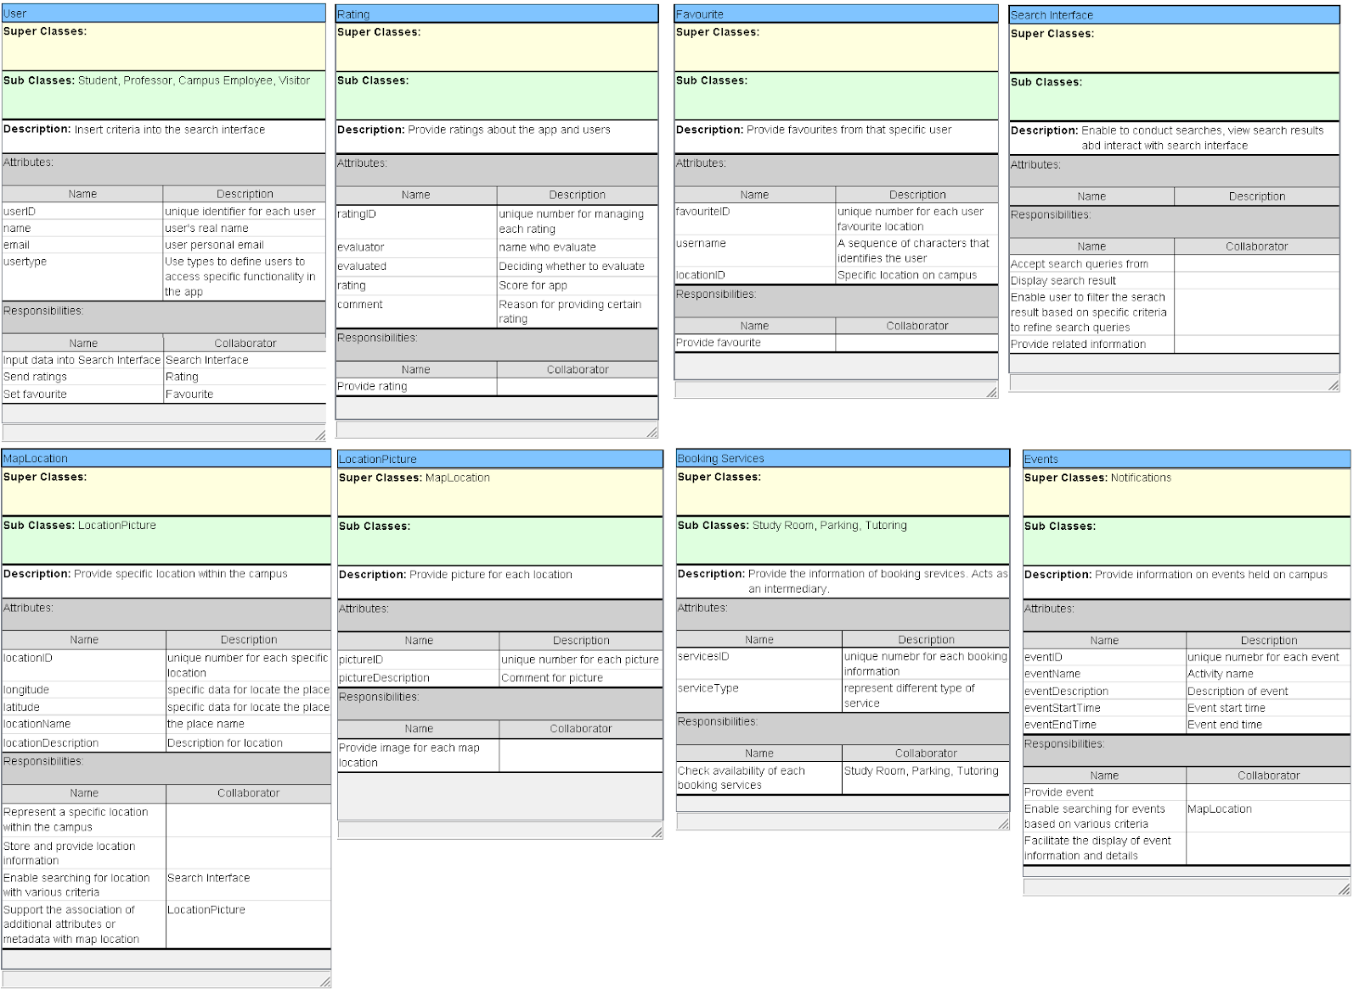 User
Super Classes:
Sub Classes: Student, Professor, Campus Employee, Visitor
Description: Insert criteria into the search interface
Attributes:
Name Description
userID unique identifier for each user
name user's real name
email user personal email
usertype Use types to define users to
access specific functionality in
the app
Responsibilities:
Name Collaborator
Input data into Search Interface Search Interface
Send ratings Rating
Set favourite Favourite
Rating
Super Classes:
Sub Classes:
Description: Provide ratings about the app and users
Attributes:
Name Description
ratingID unique number for managing
each rating
evaluator name who evaluate
evaluated Deciding whether to evaluate
rating Score for app
comment Reason for providing certain
rating
Responsibilities:
Name Collaborator
Provide rating
Favourite
Super Classes:
Sub Classes:
Description: Provide favourites from that specific user
Attributes:
Name Description
favouriteID unique number for each user
favourite location
username A sequence of characters that
identifies the user
locationID Specific location on campus
Responsibilities:
Name Collaborator
Provide favourite
Search Interface
Super Classes:
Sub Classes:
Description: Enable to conduct searches, view search results
abd interact with search interface
Attributes:
Name Description
Responsibilities:
Name Collaborator
Accept search queries from
Display search result
Enable user to filter the serach
result based on specific criteria
to refine search queries
Provide related information
MapLocation
Super Classes:
Sub Classes: LocationPicture
Description: Provide specific location within the campus
Attributes:
Name Description
locationID unique number for each specific
location
longitude specific data for locate the place
latitude specific data for locate the place
locationName the place name
locationDescription Description for location
Responsibilities:
Name Collaborator
Represent a specific location
within the campus
Store and provide location
information
Enable searching for location Search Interface
with various criteria
Support the association of LocationPicture
additional attributes or
metadata with map location
LocationPicture
Super Classes: MapLocation
Sub Classes:
Description: Provide picture for each location
Attributes:
Name Description
pictureID unique number for each picture
pictureDescription Comment for picture
Responsibilities:
Name Collaborator
Provide image for each map
location
Booking Services
Super Classes:
Sub Classes: Study Room, Parking, Tutoring
Description: Provide the information of booking srevices. Acts as
an intermediary.
Attributes:
Name Description
servicesID unique numebr for each booking
information
serviceType represent different type of
service
Responsibilities:
Name Collaborator
Check availability of each Study Room, Parking, Tutoring
booking services
Events
Super Classes: Notifications
Sub Classes:
Description: Provide information on events held on campus
Attributes:
Name Description
eventID unique numebr for each event
eventName Activity name
eventDescription Description of event
eventStartTime Event start time
eventEndTime Event end time
Responsibilities:
Name Collaborator
Provide event
Enable searching for events MapLocation
based on various criteria
Facilitate the display of event
information and details